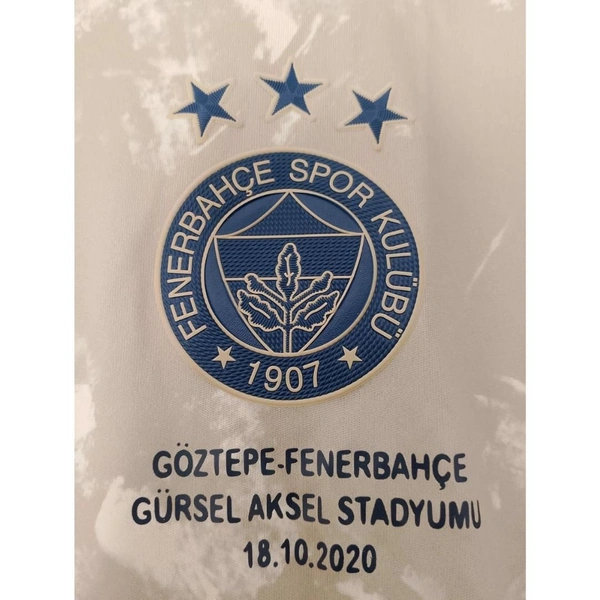 FENERBAHÇE SPOR KULÜBÜ
1907
GÖZTEPE-FENERBAHÇE
GÜRSEL AKSEL STADYUMU
18.10.2020